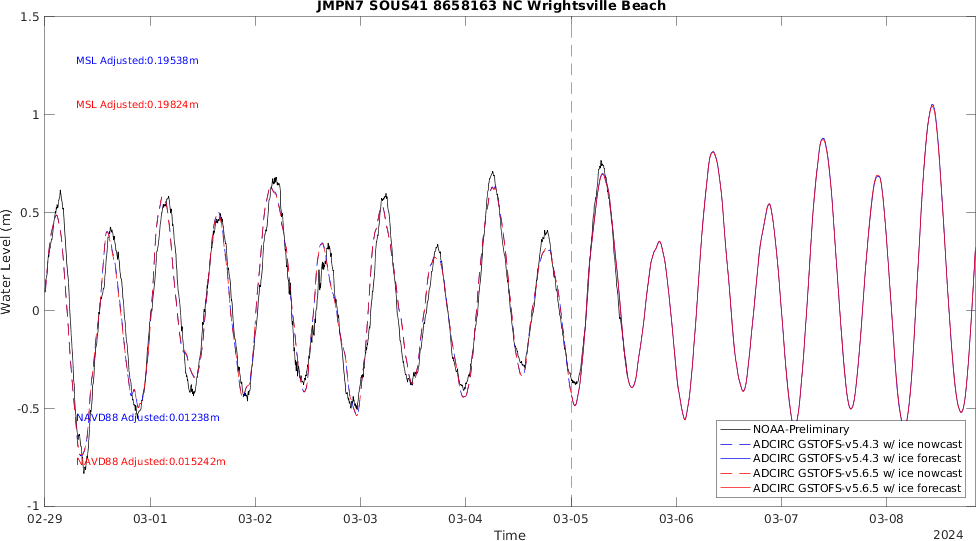 JMPN7 SOUS41 8658163 NC Wrightsville Beach
1.5
MSL Adjusted:0.19538m
MSL Adjusted:0.19824m
1
0.5
Water Level (m)
0
-0.5
NAVD88 Adjusted:0.01238m
NAVD88 Adjusted:0.015242m
NOAA-Preliminary
ADCIRC GSTOFS-v5.4.3 w/ ice nowcast
ADCIRC GSTOFS-v5.4.3 w/ ice forecast
ADCIRC GSTOFS-v5.6.5 w/ ice nowcast
ADCIRC GSTOFS-v5.6.5 w/ ice forecast
-1
02-29 03-01 03-02 03-03 03-04 03-05 03-06 03-07 03-08
Time
2024